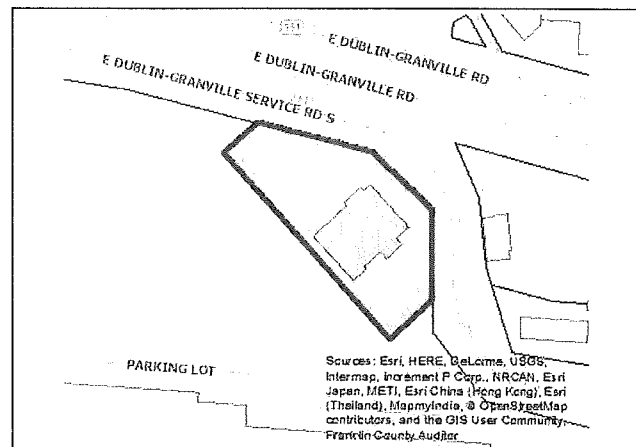 E DUBLIN-GRANVILLE RD
E DUBLIN-GRANVILLE RD
E DUBLIN-GRANVILLE SERVICE RD S
PARKING LOT
Sources: Esri, HERE, DeLorme, USGS,
Intermap, increment P Corp., NRCAN, Esri
Japan, METI, Esri China (Hong Kong), Esri
(Thailand), MapmyIndia, © OpenStreetMap
contributors, and the GIS User Community,
Franklin County Auditor